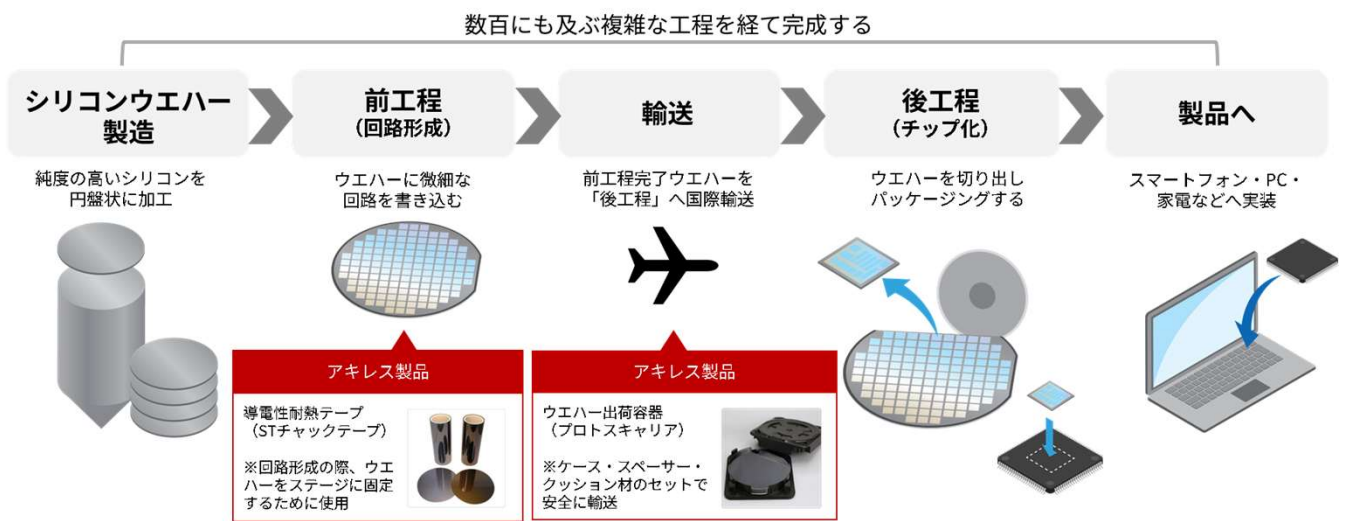 数百にも及ぶ複雑な工程を経て完成する
シリコンウエハー
製造
純度の高いシリコンを
円盤状に加工
前工程
（回路形成）
ウエハーに微細な
回路を書き込む
輸送
前工程完了ウエハーを
「後工程」へ国際輸送
後工程
（チップ化）
ウエハーを切り出し
パッケージングする
製品へ
スマートフォン・PC・
家電などへ実装
アキレス製品
導電性耐熱テープ
（STチャックテープ）
※回路形成の際、ウエ
ハーをステージに固定
するために使用
アキレス製品
ウエハー出荷容器
（プロトスキャリア）
※ケース・スペーサー・
クッション材のセットで
安全に輸送